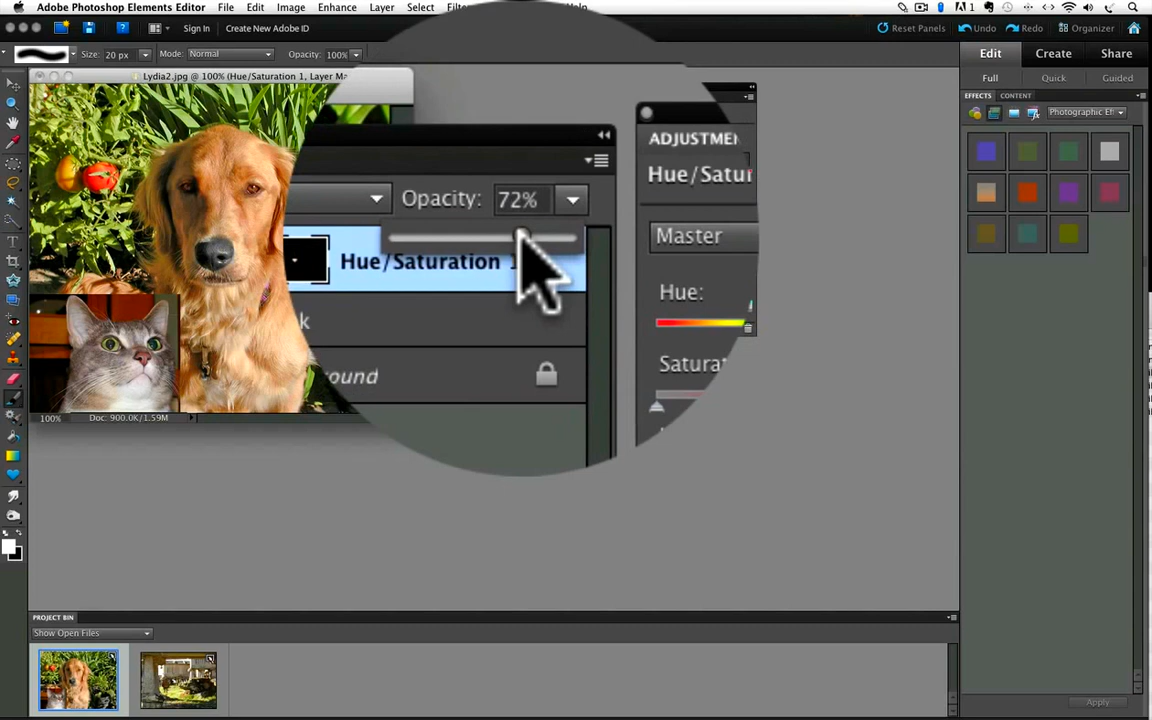 Adobe Photoshop Elements Editor File Edit Image Enhance Layer Select
Sign In Create New Adobe ID Reset Panels Undo Redo Organizer
Size: 20 px Mode: Normal Opacity: 100%
Edit Create Share
Full Quick Guided
Lydia2.jpg @ 100% (Hue/Saturation 1, Layer Ma
EFFECTS CONTENT
Photographic Ef
ADJUSTMEN
Hue/Satu
Opacity: 72%
Master
Hue/Saturation 1
Hue:
Saturat
100% Doc: 900.0K/1.59M
PROJECT BIN
Show Open Files
Apply